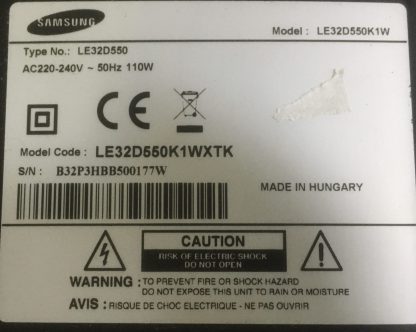 SAMSUNG
Model : LE32D550K1W
Type No.: LE32D550
AC220-240V ~ 50Hz 110W
Model Code : LE32D550K1WXTK
S/N : B32P3HBB500177W
MADE IN HUNGARY
CAUTION
RISK OF ELECTRIC SHOCK
DO NOT OPEN
WARNING : TO PREVENT FIRE OR SHOCK HAZARD
DO NOT EXPOSE THIS UNIT TO RAIN OR MOISTURE
AVIS : RISQUE DE CHOC ELECTRIQUE - NE PAS OUVRIR